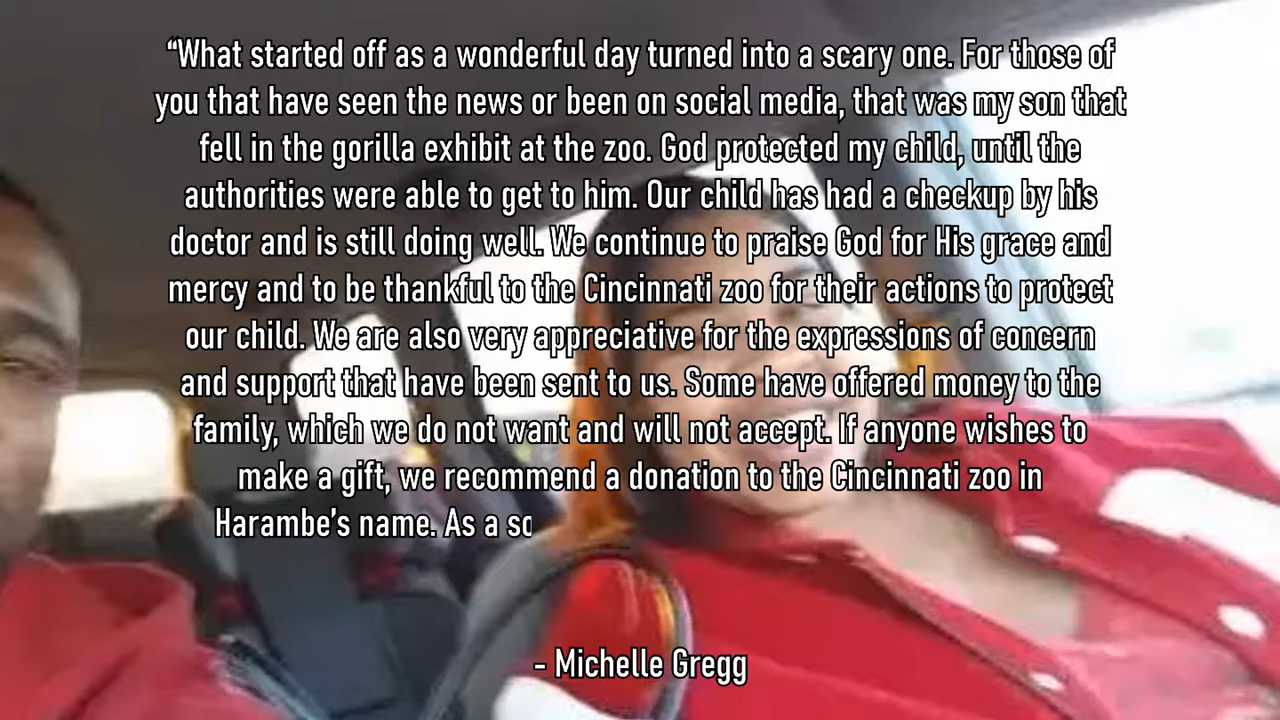 “What started off as a wonderful day turned into a scary one. For those of
you that have seen the news or been on social media, that was my son that
fell in the gorilla exhibit at the zoo. God protected my child, until the
authorities were able to get to him. Our child has had a checkup by his
doctor and is still doing well. We continue to praise God for His grace and
mercy and to be thankful to the Cincinnati zoo for their actions to protect
our child. We are also very appreciative for the expressions of concern
and support that have been sent to us. Some have offered money to the
family, which we do not want and will not accept. If anyone wishes to
make a gift, we recommend a donation to the Cincinnati zoo in
Harambe’s name. As a
- Michelle Gregg